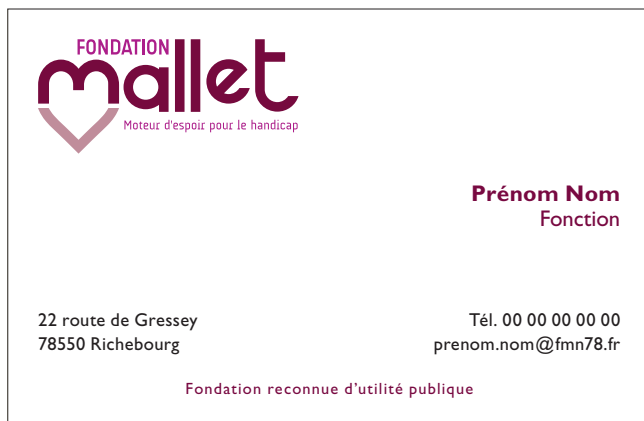 FONDATION
mallet
Moteur d'espoir pour le handicap
Prénom Nom
Fonction
22 route de Gressey
78550 Richebourg
Tél. 00 00 00 00 00
prenom.nom@fmn78.fr
Fondation reconnue d'utilité publique